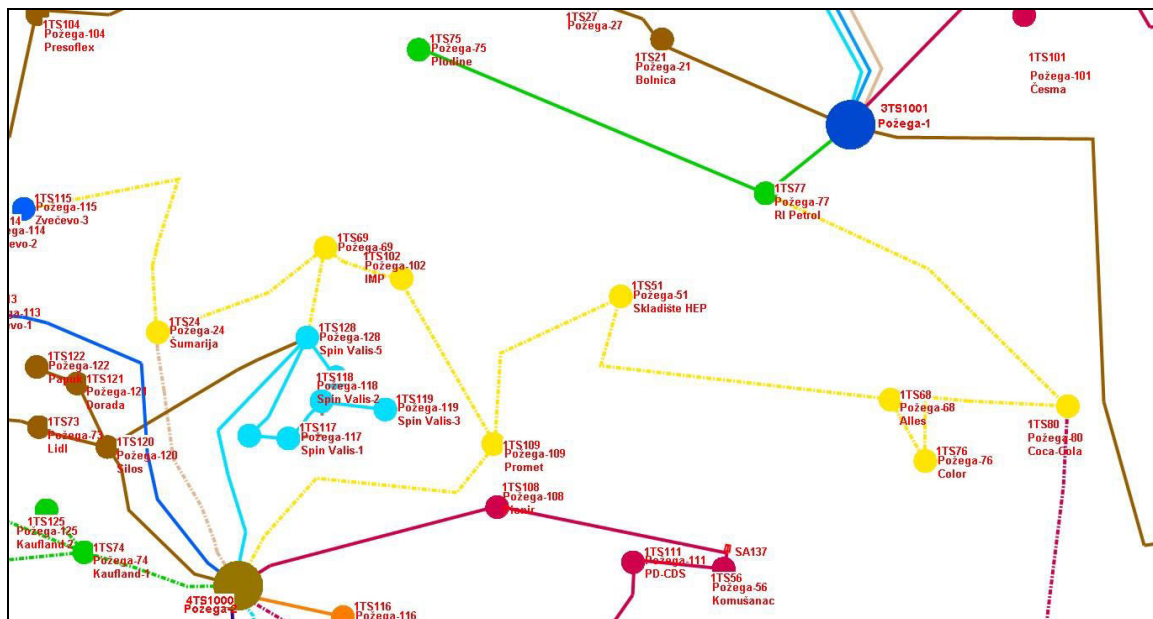 1TS104
Požega-104
Presoflex
1TS75
Požega-75
Plodine
1TS27
Požega-27
1TS21
Požega-21
Bolnica
1TS101
Požega-101
Česma
3TS1001
Požega-1
1TS77
Požega-77
RI Petrol
1TS115
Požega-115
Zvečevo-3
1TS69
Požega-69
1TS102
Požega-102
IMP
1TS51
Požega-51
Skladište HEP
1TS24
Požega-24
Šumarija
1TS128
Požega-128
Spin Valis-5
1TS122
Požega-122
1TS121
Požega-121
Dorada
1TS118
Požega-118
Spin Valis-2
1TS119
Požega-119
Spin Valis-3
1TS73
Požega-73
Lidl
1TS120
Požega-120
Silos
1TS117
Požega-117
Spin Valis-1
1TS109
Požega-109
Promet
1TS68
Požega-68
Alles
1TS80
Požega-80
Coca-Cola
1TS76
Požega-76
Color
1TS108
Požega-108
1TS125
Požega-125
1TS74
Požega-74
Kaufland-1
SA137
1TS111
Požega-111
PD-CDS
1TS56
Požega-56
Komušanac
4TS1000
Požega-2
1TS116
Požega-116